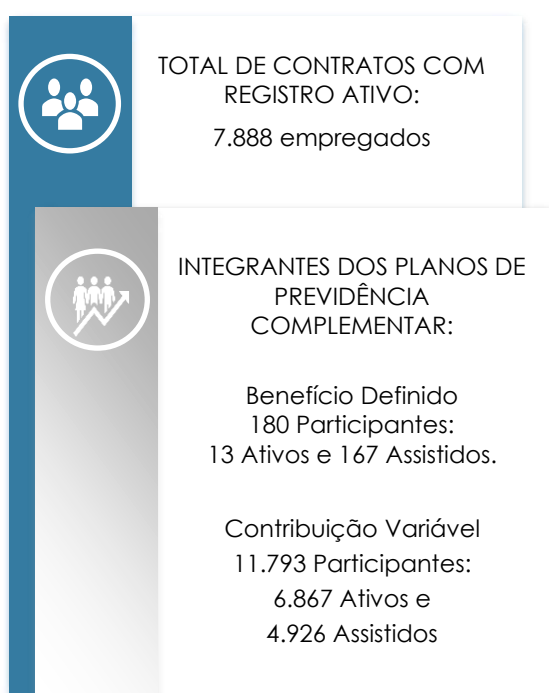 TOTAL DE CONTRATOS COM
REGISTRO ATIVO:
7.888 empregados
INTEGRANTES DOS PLANOS DE
PREVIDÊNCIA
COMPLEMENTAR:
Benefício Definido
180 Participantes:
13 Ativos e 167 Assistidos.
Contribuição Variável
11.793 Participantes:
6.867 Ativos e
4.926 Assistidos